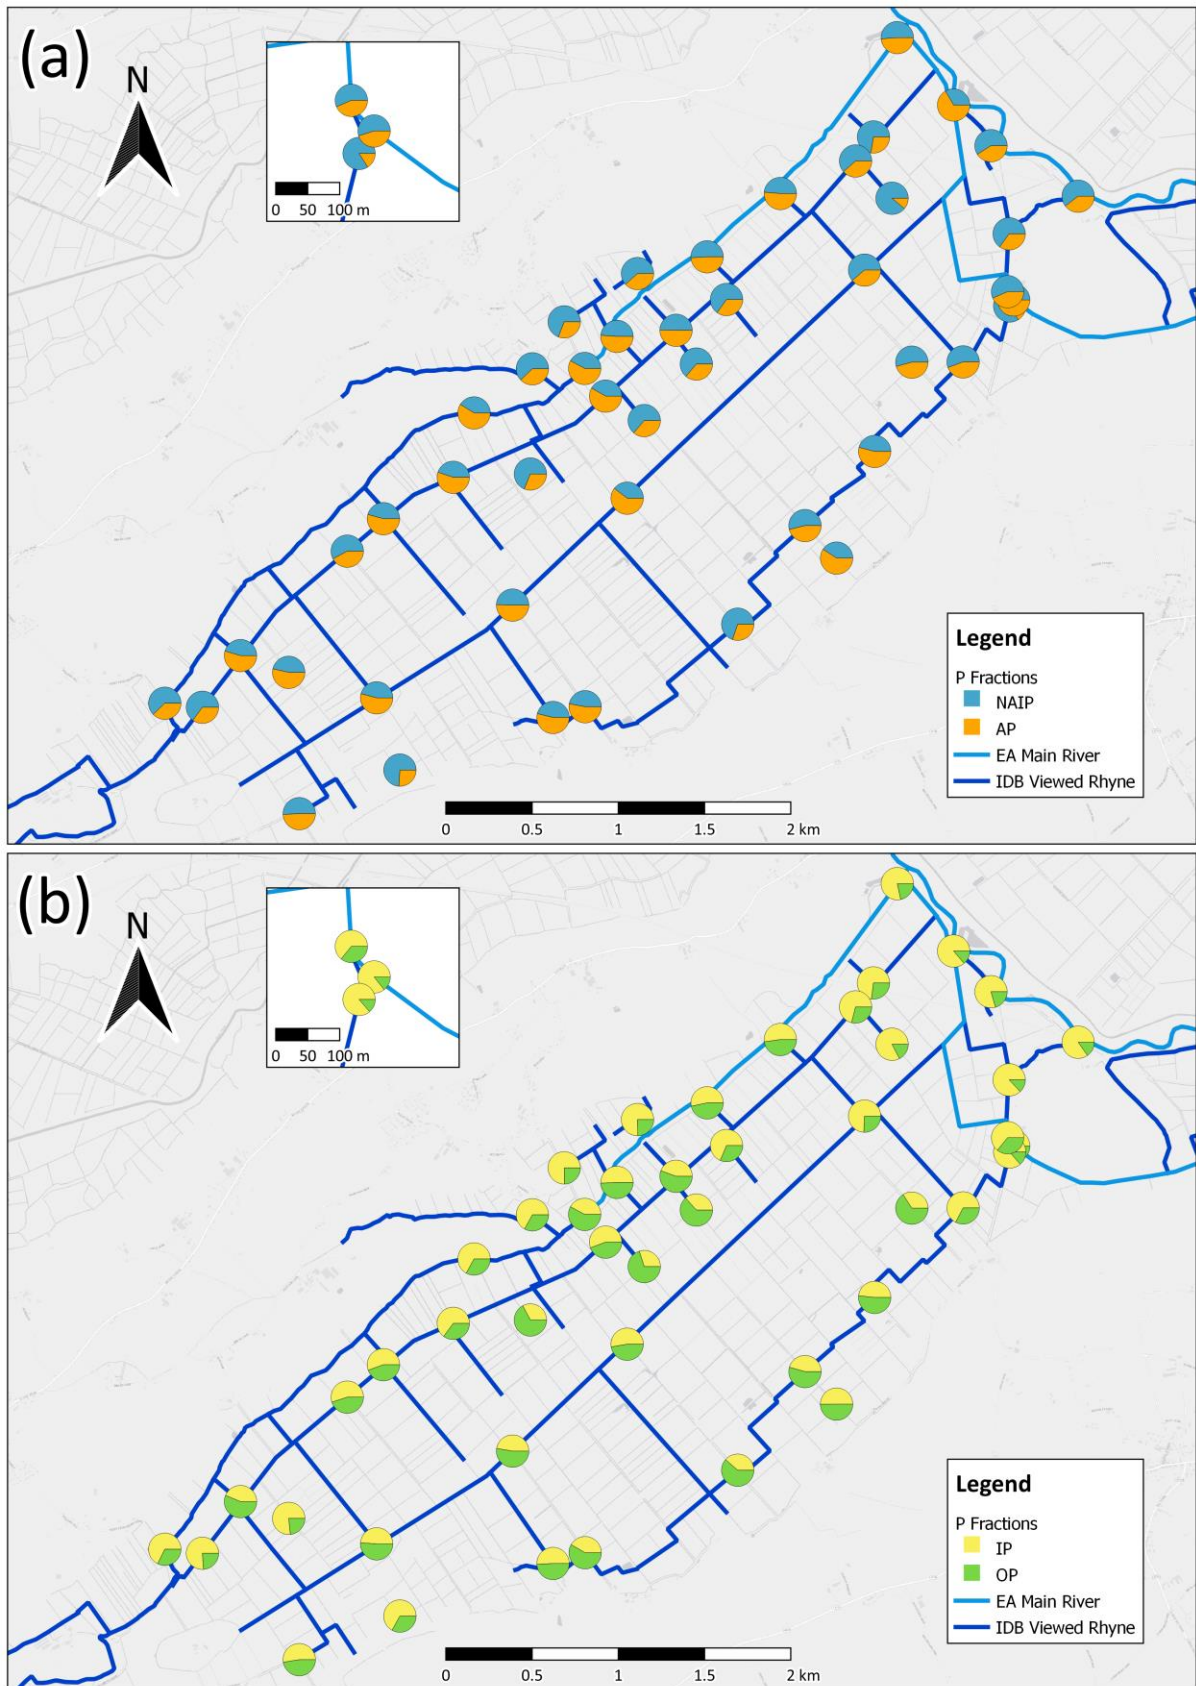 (a)
N
0 50 100 m
Legend
P Fractions
NAIP
AP
EA Main River
IDB Viewed Rhyne
0 0.5 1 1.5 2 km
(b)
N
0 50 100 m
Legend
P Fractions
IP
OP
EA Main River
IDB Viewed Rhyne
0 0.5 1 1.5 2 km